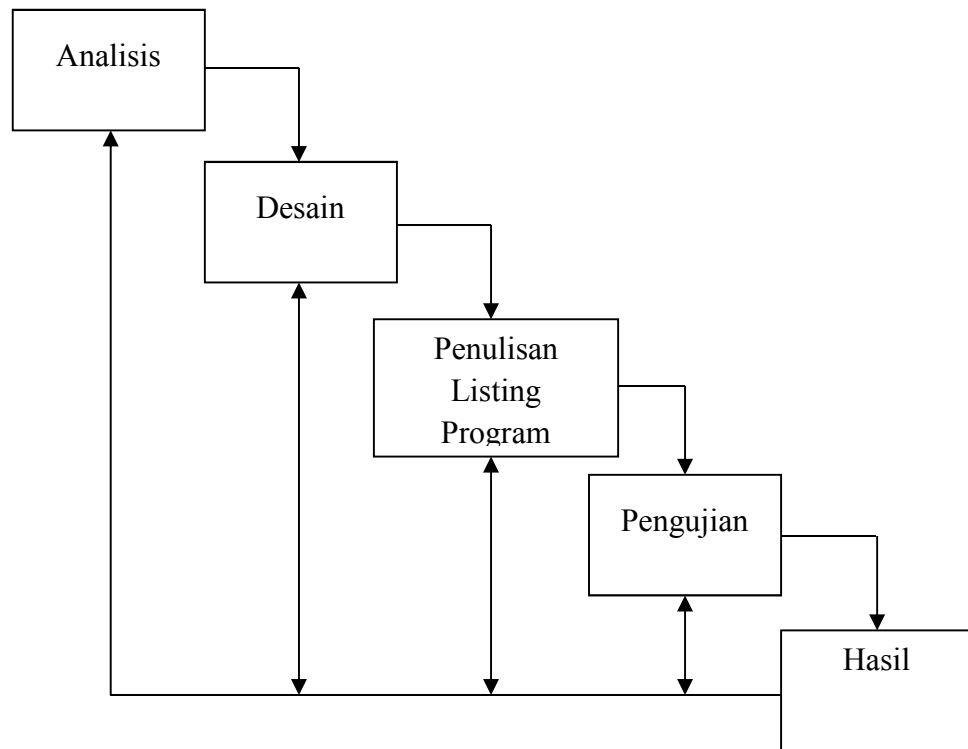 Analisis
Desain
Penulisan
Listing
Program
Pengujian
Hasil